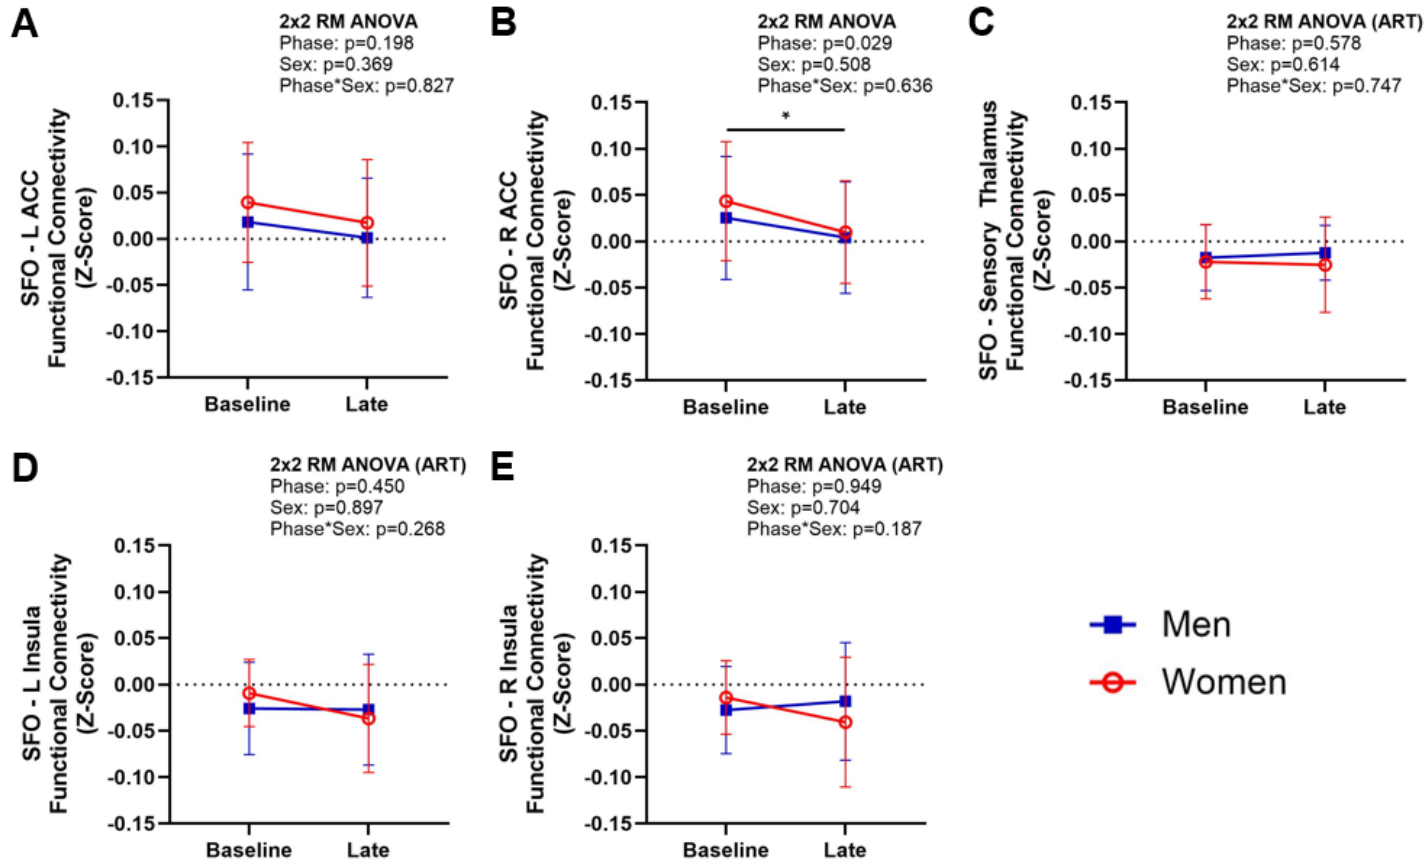 A
2x2 RM ANOVA
Phase: p=0.198
Sex: p=0.369
Phase*Sex: p=0.827
SFO - L ACC
Functional Connectivity
(Z-Score)
0.15
0.10
0.05
0.00
-0.05
-0.10
-0.15
Baseline
Late
B
2x2 RM ANOVA
Phase: p=0.029
Sex: p=0.508
Phase*Sex: p=0.636
SFO - R ACC
Functional Connectivity
(Z-Score)
0.15
0.10
0.05
0.00
-0.05
-0.10
-0.15
*
Baseline
Late
C
2x2 RM ANOVA (ART)
Phase: p=0.578
Sex: p=0.614
Phase*Sex: p=0.747
SFO - Sensory Thalamus
Functional Connectivity
(Z-Score)
0.15
0.10
0.05
0.00
-0.05
-0.10
-0.15
Baseline
Late
D
2x2 RM ANOVA (ART)
Phase: p=0.450
Sex: p=0.897
Phase*Sex: p=0.268
SFO - L Insula
Functional Connectivity
(Z-Score)
0.15
0.10
0.05
0.00
-0.05
-0.10
-0.15
Baseline
Late
E
2x2 RM ANOVA (ART)
Phase: p=0.949
Sex: p=0.704
Phase*Sex: p=0.187
SFO - R Insula
Functional Connectivity
(Z-Score)
0.15
0.10
0.05
0.00
-0.05
-0.10
-0.15
Baseline
Late
Men
Women